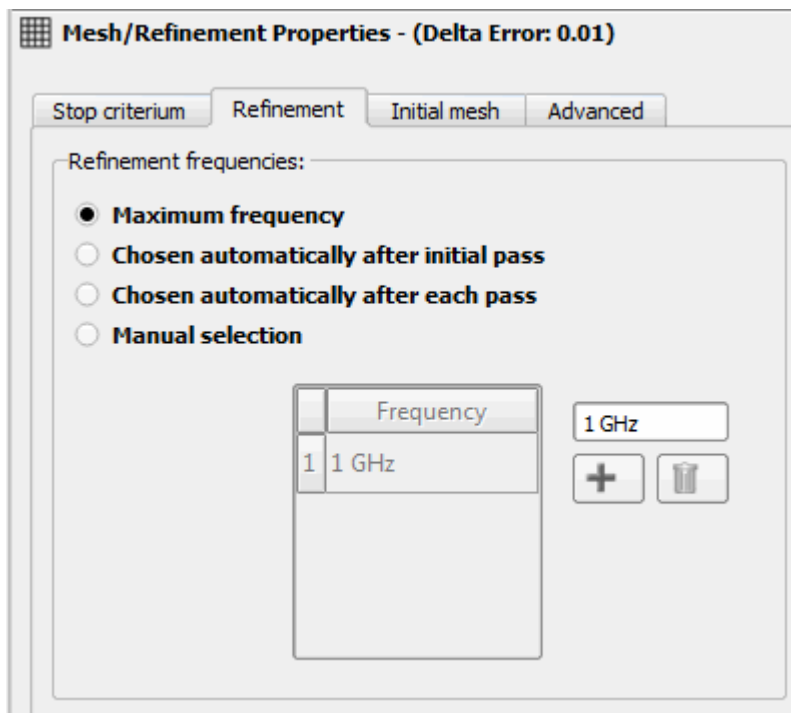 Mesh/Refinement Properties - (Delta Error: 0.01)
Stop criterium Refinement Initial mesh Advanced
Refinement frequencies:
Maximum frequency
Chosen automatically after initial pass
Chosen automatically after each pass
Manual selection
Frequency
1 GHz
1 1 GHz